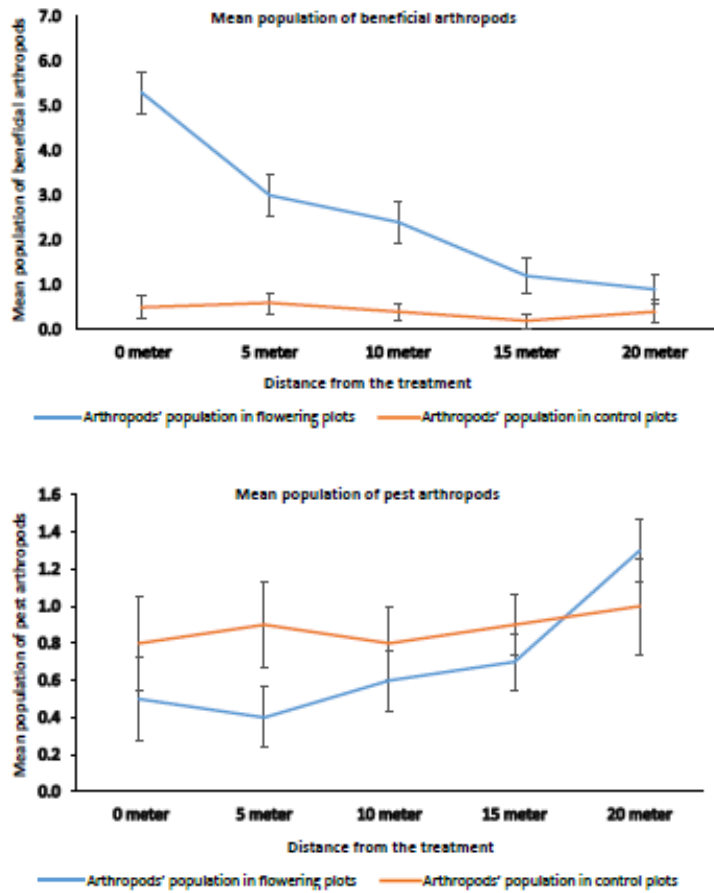 Mean population of beneficial arthropods
7.0
6.0
5.0
4.0
3.0
2.0
1.0
0.0
Mean population of beneficial arthropods
0 meter 5 meter 10 meter 15 meter 20 meter
Distance from the treatment
Arthropods' population in flowering plots Arthropods' population in control plots
Mean population of pest arthropods
1.6
1.4
1.2
1.0
0.8
0.6
0.4
0.2
0.0
Mean population of pest arthropods
0 meter 5 meter 10 meter 15 meter 20 meter
Distance from the treatment
Arthropods' population in flowering plots Arthropods' population in control plots